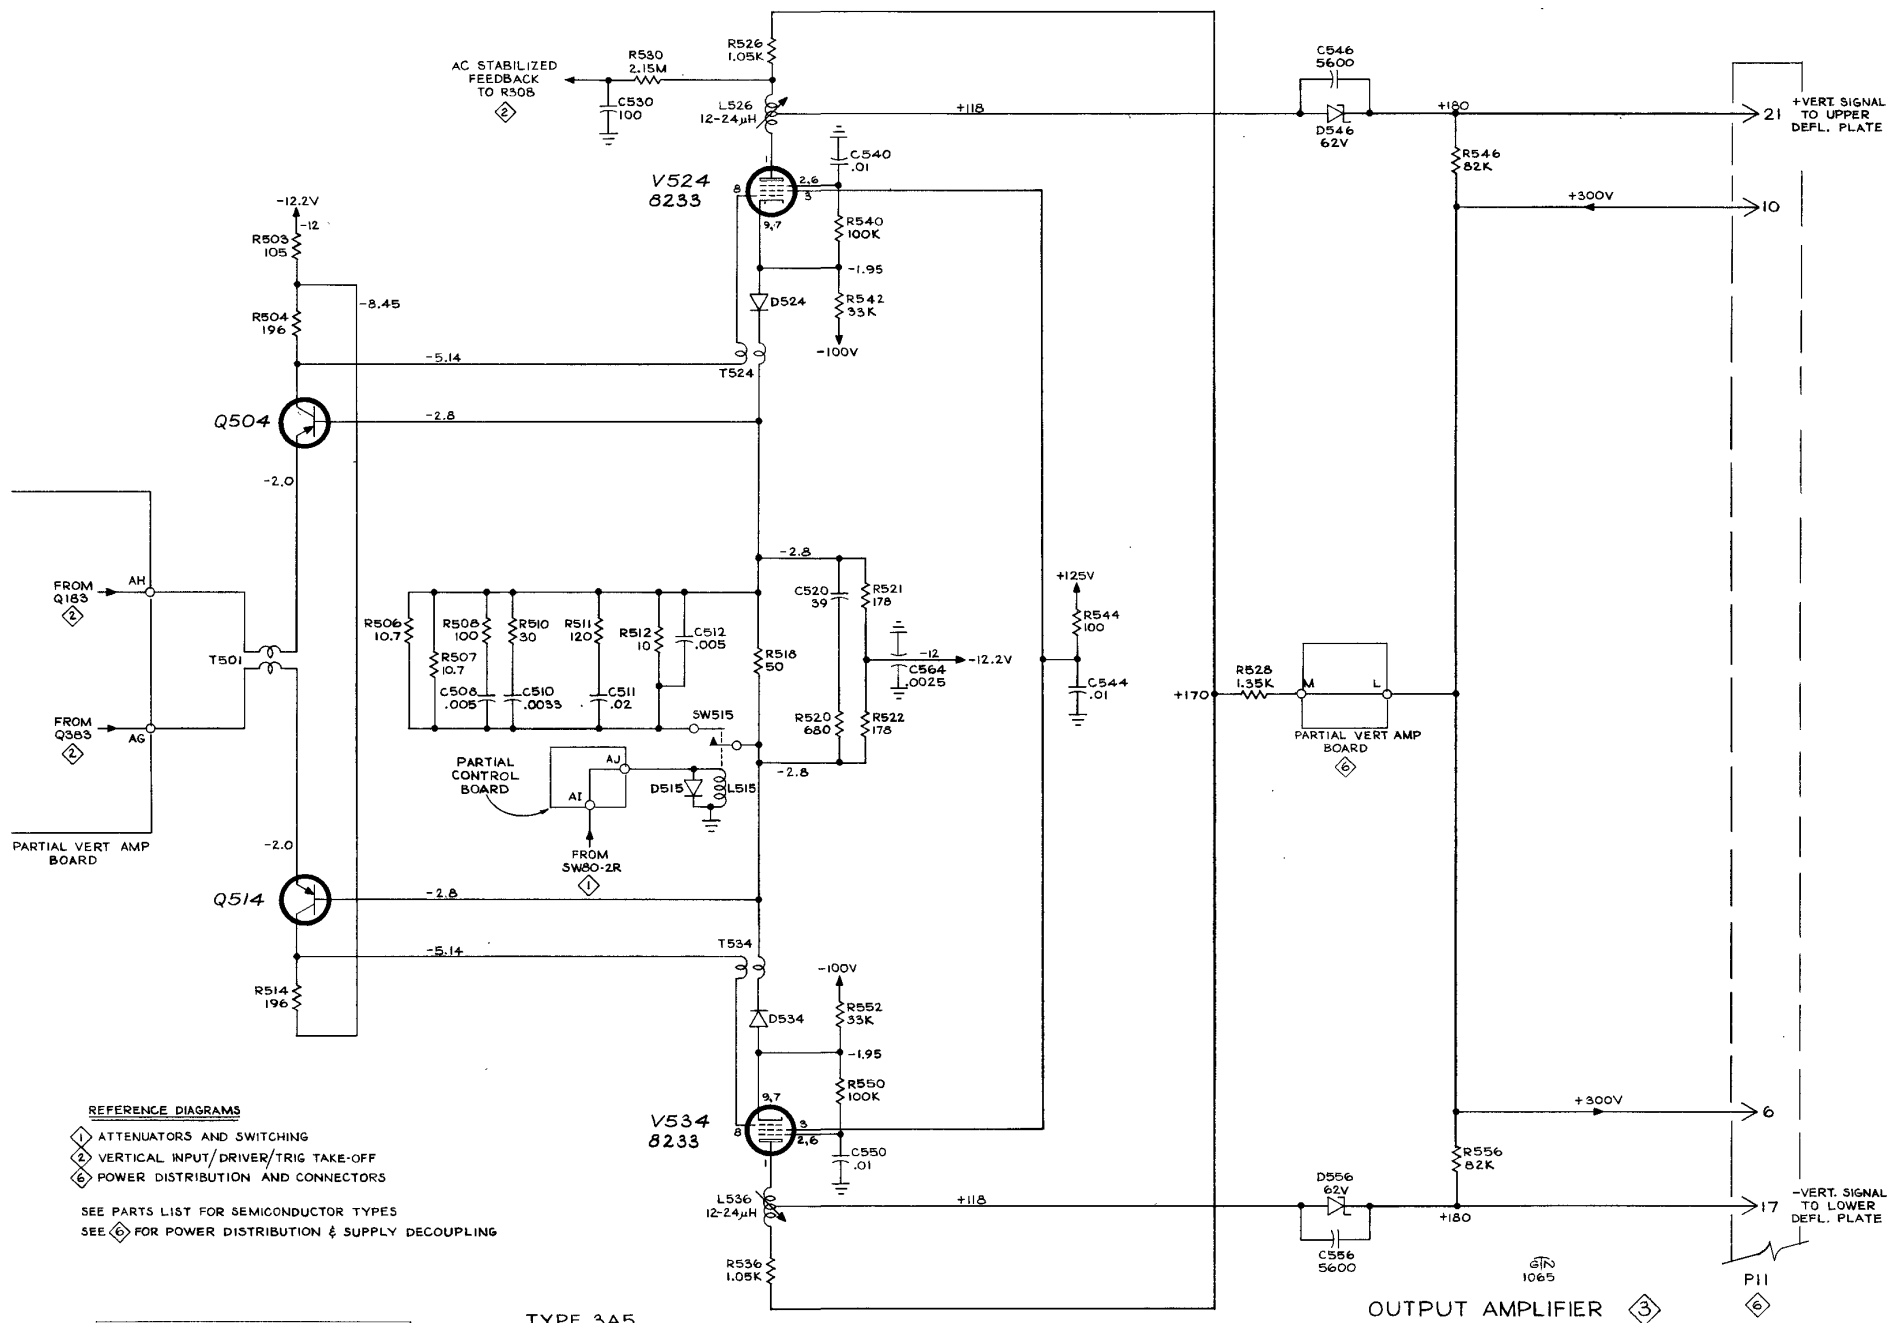 AC STABILIZED
FEEDBACK
TO R308
2
R530
2.15M
C530
100
R526
1.05K
L526
12-24µH
+118
C546
5600
D546
62V
+180
21
+VERT. SIGNAL
TO UPPER
DEFL. PLATE
R546
82K
+300V
10
V524
8233
1
8
2,6
3
9,7
C540
.01
R540
100K
-1.95
D524
R542
33K
-100V
T524
-12.2V
-12
R503
105
-8.45
R504
196
-5.14
Q504
-2.8
-2.0
FROM
Q183
2
AH
T501
FROM
Q383
2
AG
PARTIAL VERT AMP
BOARD
R506
10.7
R507
10.7
R508
100
C508
.005
R510
30
C510
.0033
R511
120
C511
.02
R512
10
C512
.005
SW515
R518
50
-2.8
C520
39
R521
178
-12
-12.2V
C564
.0025
R520
680
R522
178
-2.8
PARTIAL
CONTROL
BOARD
AJ
AI
D515
L515
FROM
SW80-2R
1
+125V
R544
100
C544
.01
+170
R528
1.35K
M
L
PARTIAL VERT AMP
BOARD
6
-2.0
Q514
-2.8
-5.14
R514
196
T534
-100V
R552
33K
D534
-1.95
R550
100K
9,7
V534
8233
8
3
2,6
1
C550
.01
L536
12-24µH
+118
R536
1.05K
D556
62V
C556
5600
+180
+300V
6
R556
82K
17
-VERT. SIGNAL
TO LOWER
DEFL. PLATE
P11
6
REFERENCE DIAGRAMS
1 ATTENUATORS AND SWITCHING
2 VERTICAL INPUT/DRIVER/TRIG TAKE-OFF
6 POWER DISTRIBUTION AND CONNECTORS
SEE PARTS LIST FOR SEMICONDUCTOR TYPES
SEE 6 FOR POWER DISTRIBUTION & SUPPLY DECOUPLING
TYPE 3A5
GTN
1065
OUTPUT AMPLIFIER 3